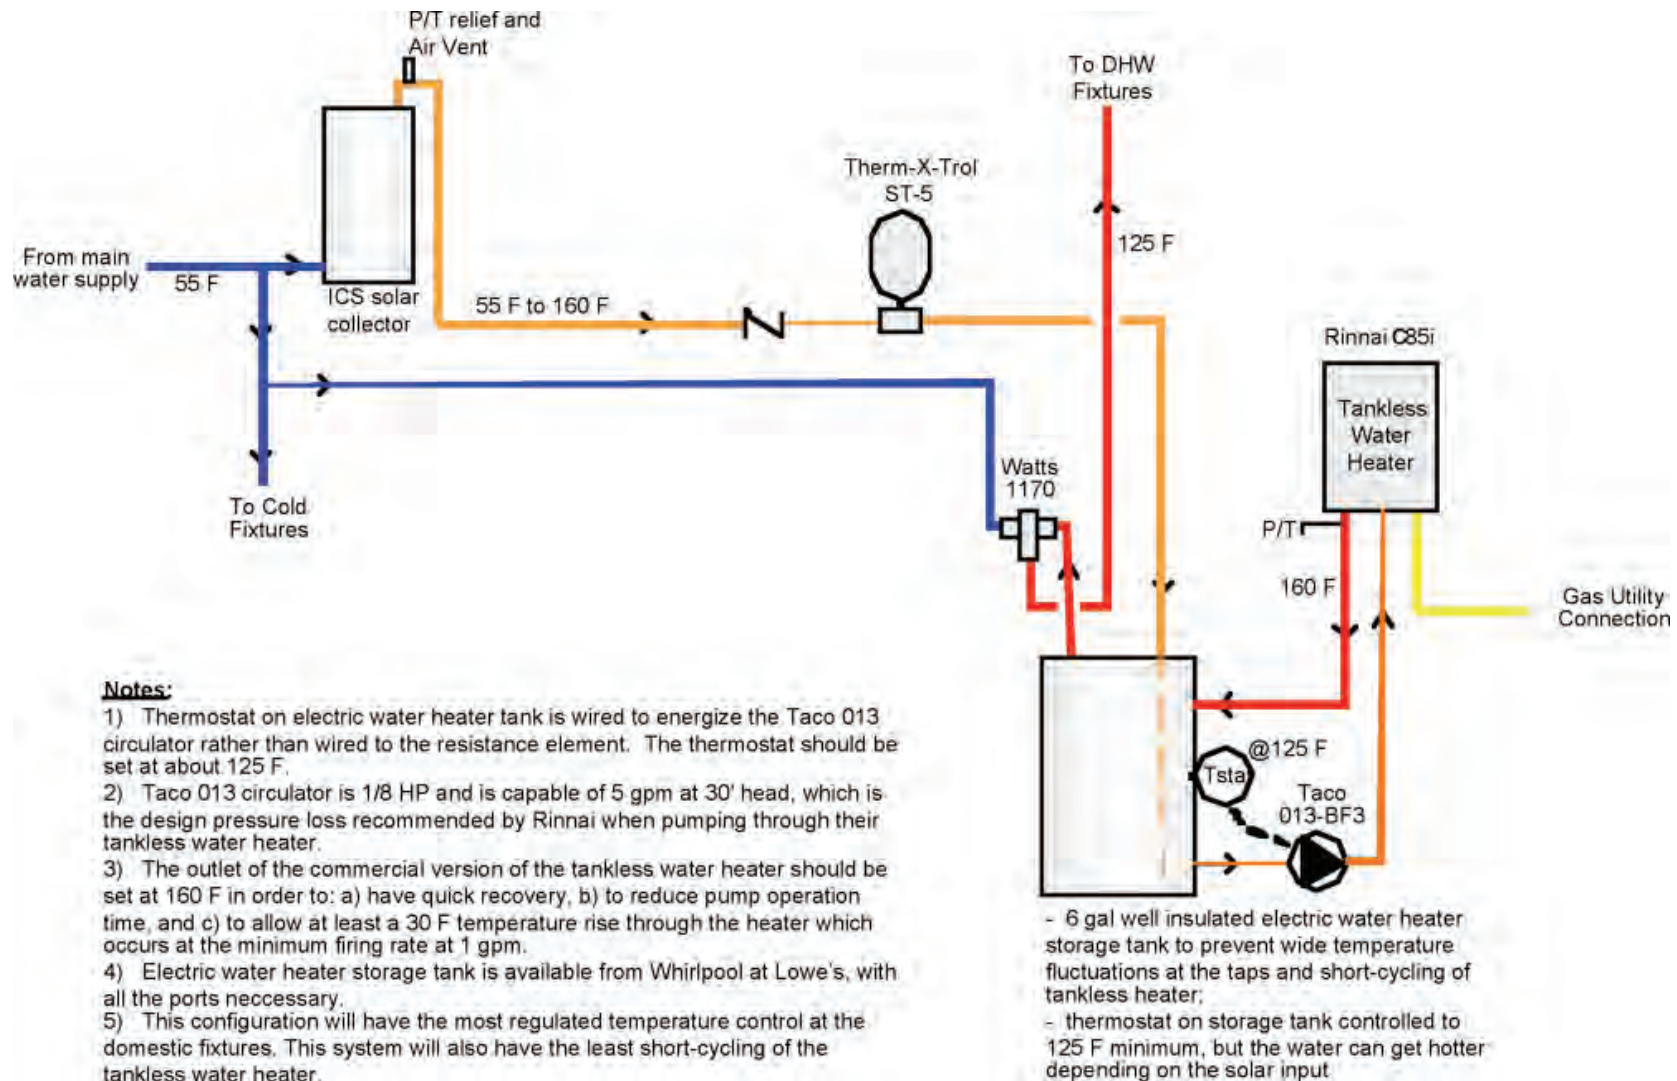 P/T relief and
Air Vent
To DHW
Fixtures
Therm-X-Trol
ST-5
125 F
From main
water supply
55 F
ICS solar
collector
55 F to 160 F
Rinnai C85i
Tankless
Water
Heater
Watts
1170
To Cold
Fixtures
P/T
160 F
Gas Utility
Connection
@125 F
Tsta
Taco
013-BF3
Notes:
1) Thermostat on electric water heater tank is wired to energize the Taco 013
circulator rather than wired to the resistance element. The thermostat should be
set at about 125 F.
2) Taco 013 circulator is 1/8 HP and is capable of 5 gpm at 30' head, which is
the design pressure loss recommended by Rinnai when pumping through their
tankless water heater.
3) The outlet of the commercial version of the tankless water heater should be
set at 160 F in order to: a) have quick recovery, b) to reduce pump operation
time, and c) to allow at least a 30 F temperature rise through the heater which
occurs at the minimum firing rate at 1 gpm.
4) Electric water heater storage tank is available from Whirlpool at Lowe's, with
all the ports neccessary.
5) This configuration will have the most regulated temperature control at the
domestic fixtures. This system will also have the least short-cycling of the
tankless water heater.
- 6 gal well insulated electric water heater
storage tank to prevent wide temperature
fluctuations at the taps and short-cycling of
tankless heater;
- thermostat on storage tank controlled to
125 F minimum, but the water can get hotter
depending on the solar input